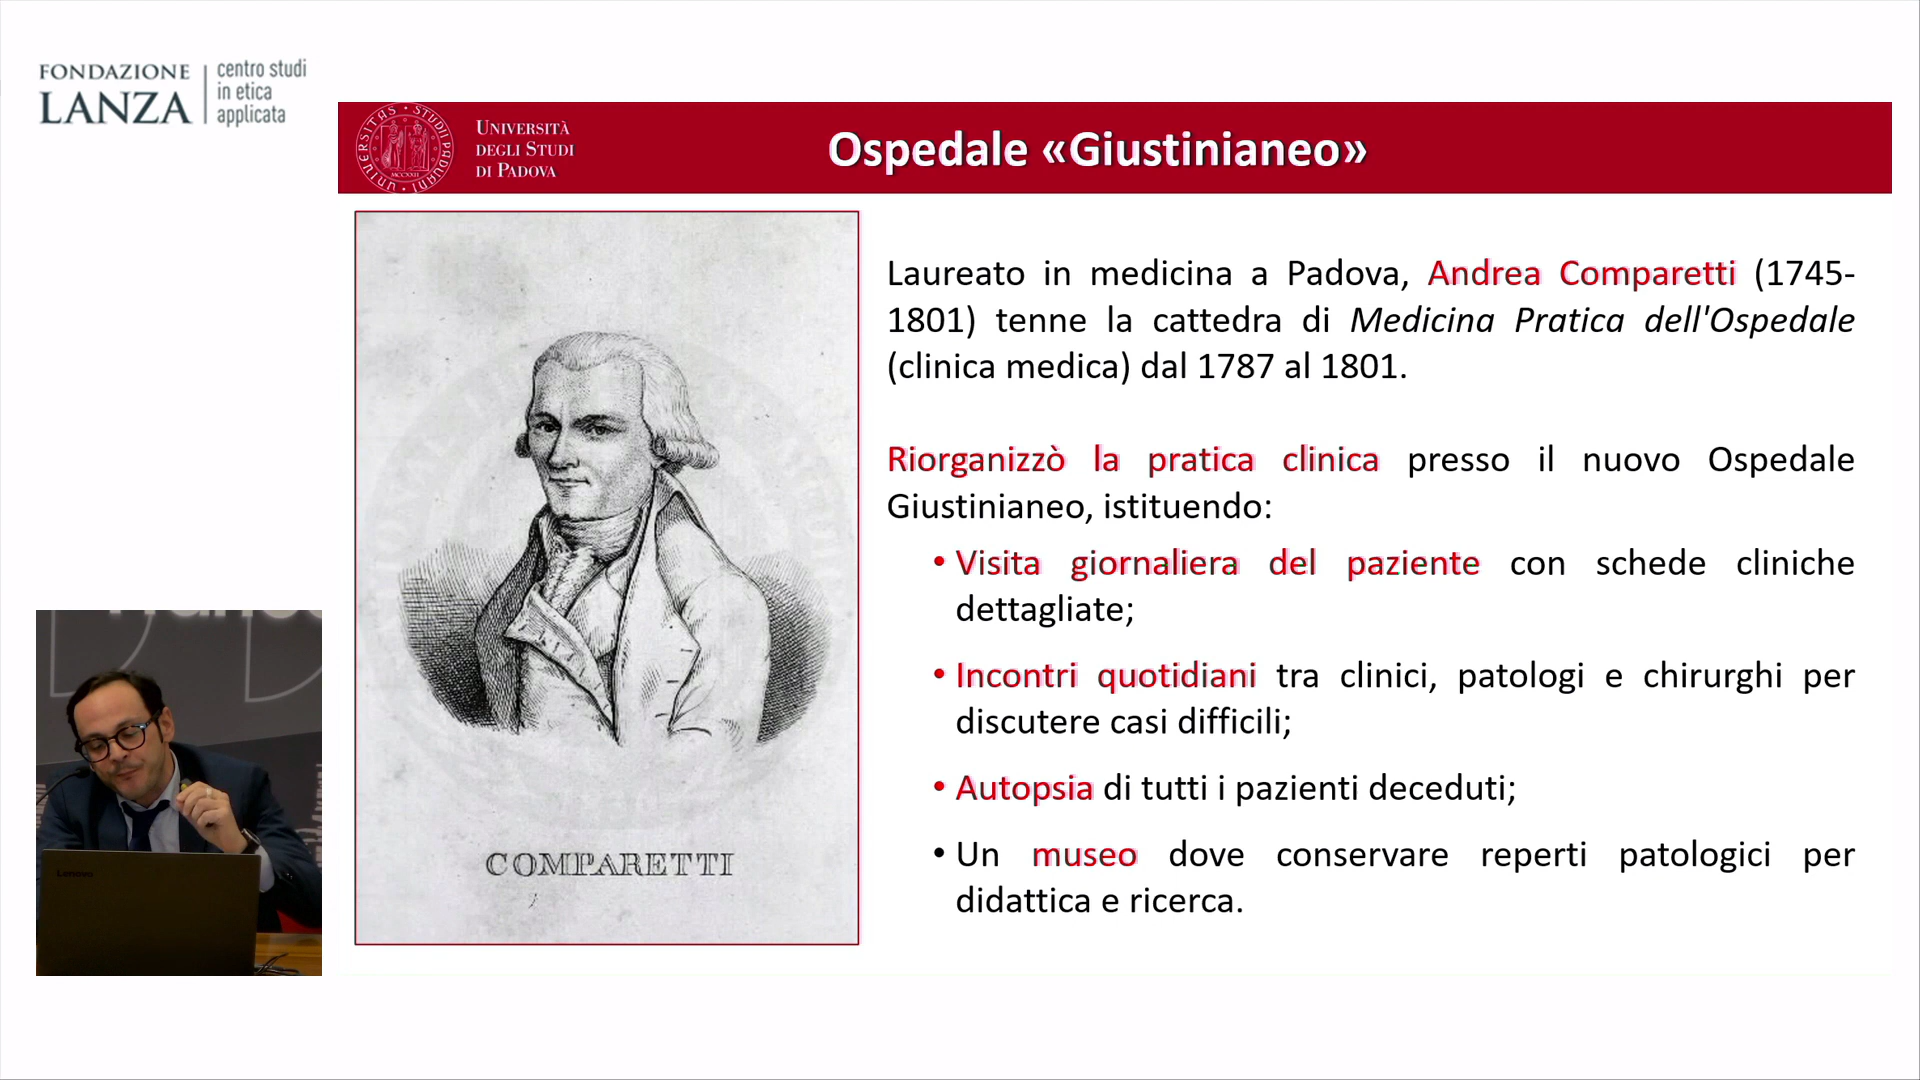 FONDAZIONE
LANZA
centro studi
in etica
applicata
UNIVERSITÀ
DEGLI STUDI
DI PADOVA
Ospedale «Giustinianeo»
Laureato in medicina a Padova, Andrea Comparetti (1745-
1801) tenne la cattedra di Medicina Pratica dell'Ospedale
(clinica medica) dal 1787 al 1801.
Riorganizzò la pratica clinica presso il nuovo Ospedale
Giustinianeo, istituendo:
• Visita giornaliera del paziente con schede cliniche
dettagliate;
• Incontri quotidiani tra clinici, patologi e chirurghi per
discutere casi difficili;
• Autopsia di tutti i pazienti deceduti;
• Un museo dove conservare reperti patologici per
didattica e ricerca.
COMPARETTI
Lenovo